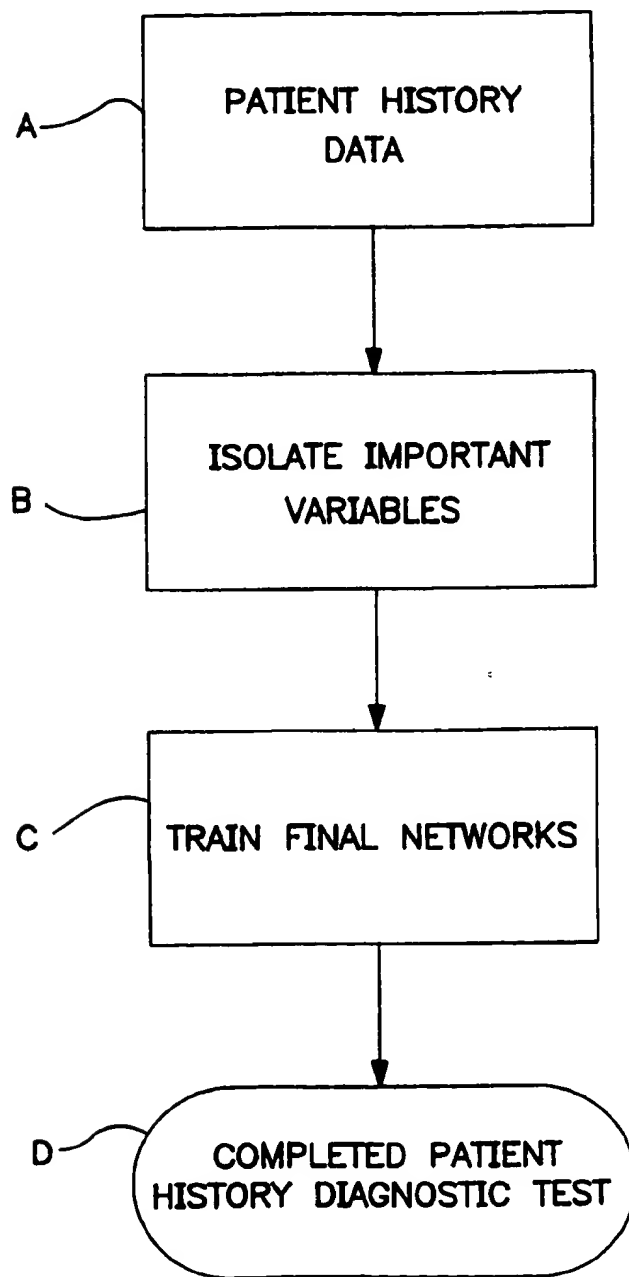 A
PATIENT HISTORY
DATA
B
ISOLATE IMPORTANT
VARIABLES
C
TRAIN FINAL NETWORKS
D
COMPLETED PATIENT
HISTORY DIAGNOSTIC TEST